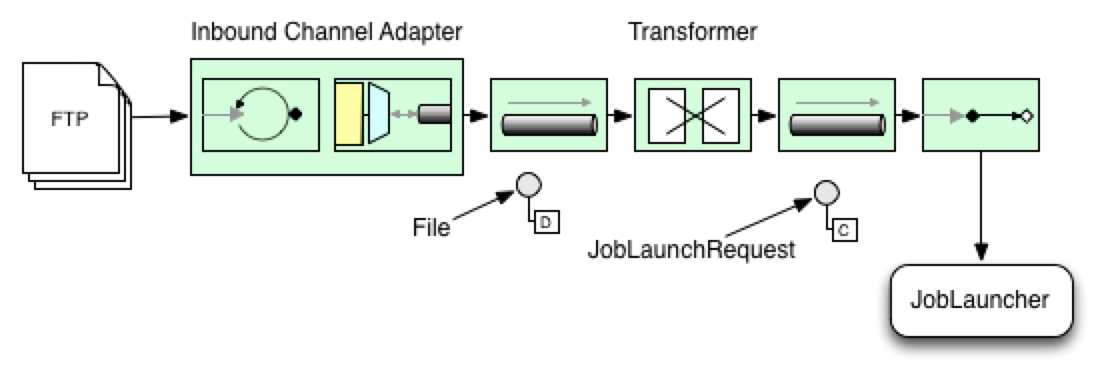 Inbound Channel Adapter
Transformer
FTP
File
D
JobLaunchRequest
C
JobLauncher